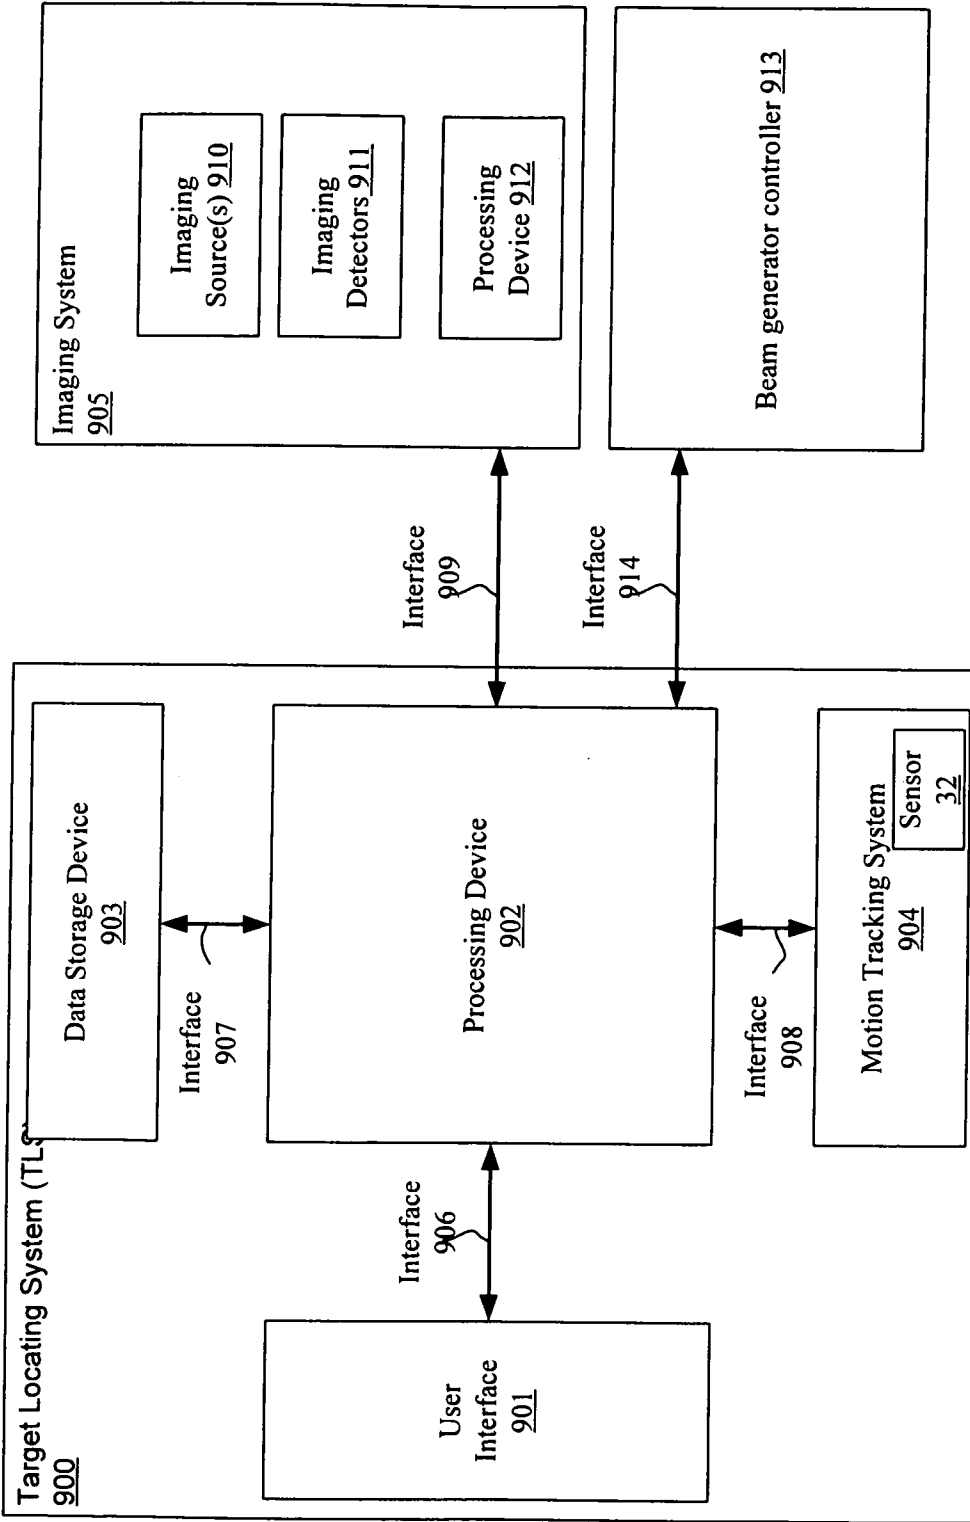 Target Locating System (TLS
900
User
Interface
901
Interface
906
Data Storage Device
903
Interface
907
Processing Device
902
Interface
908
Motion Tracking System
904
Sensor
32
Interface
909
Interface
914
Imaging System
905
Imaging
Source(s) 910
Imaging
Detectors 911
Processing
Device 912
Beam generator controller 913